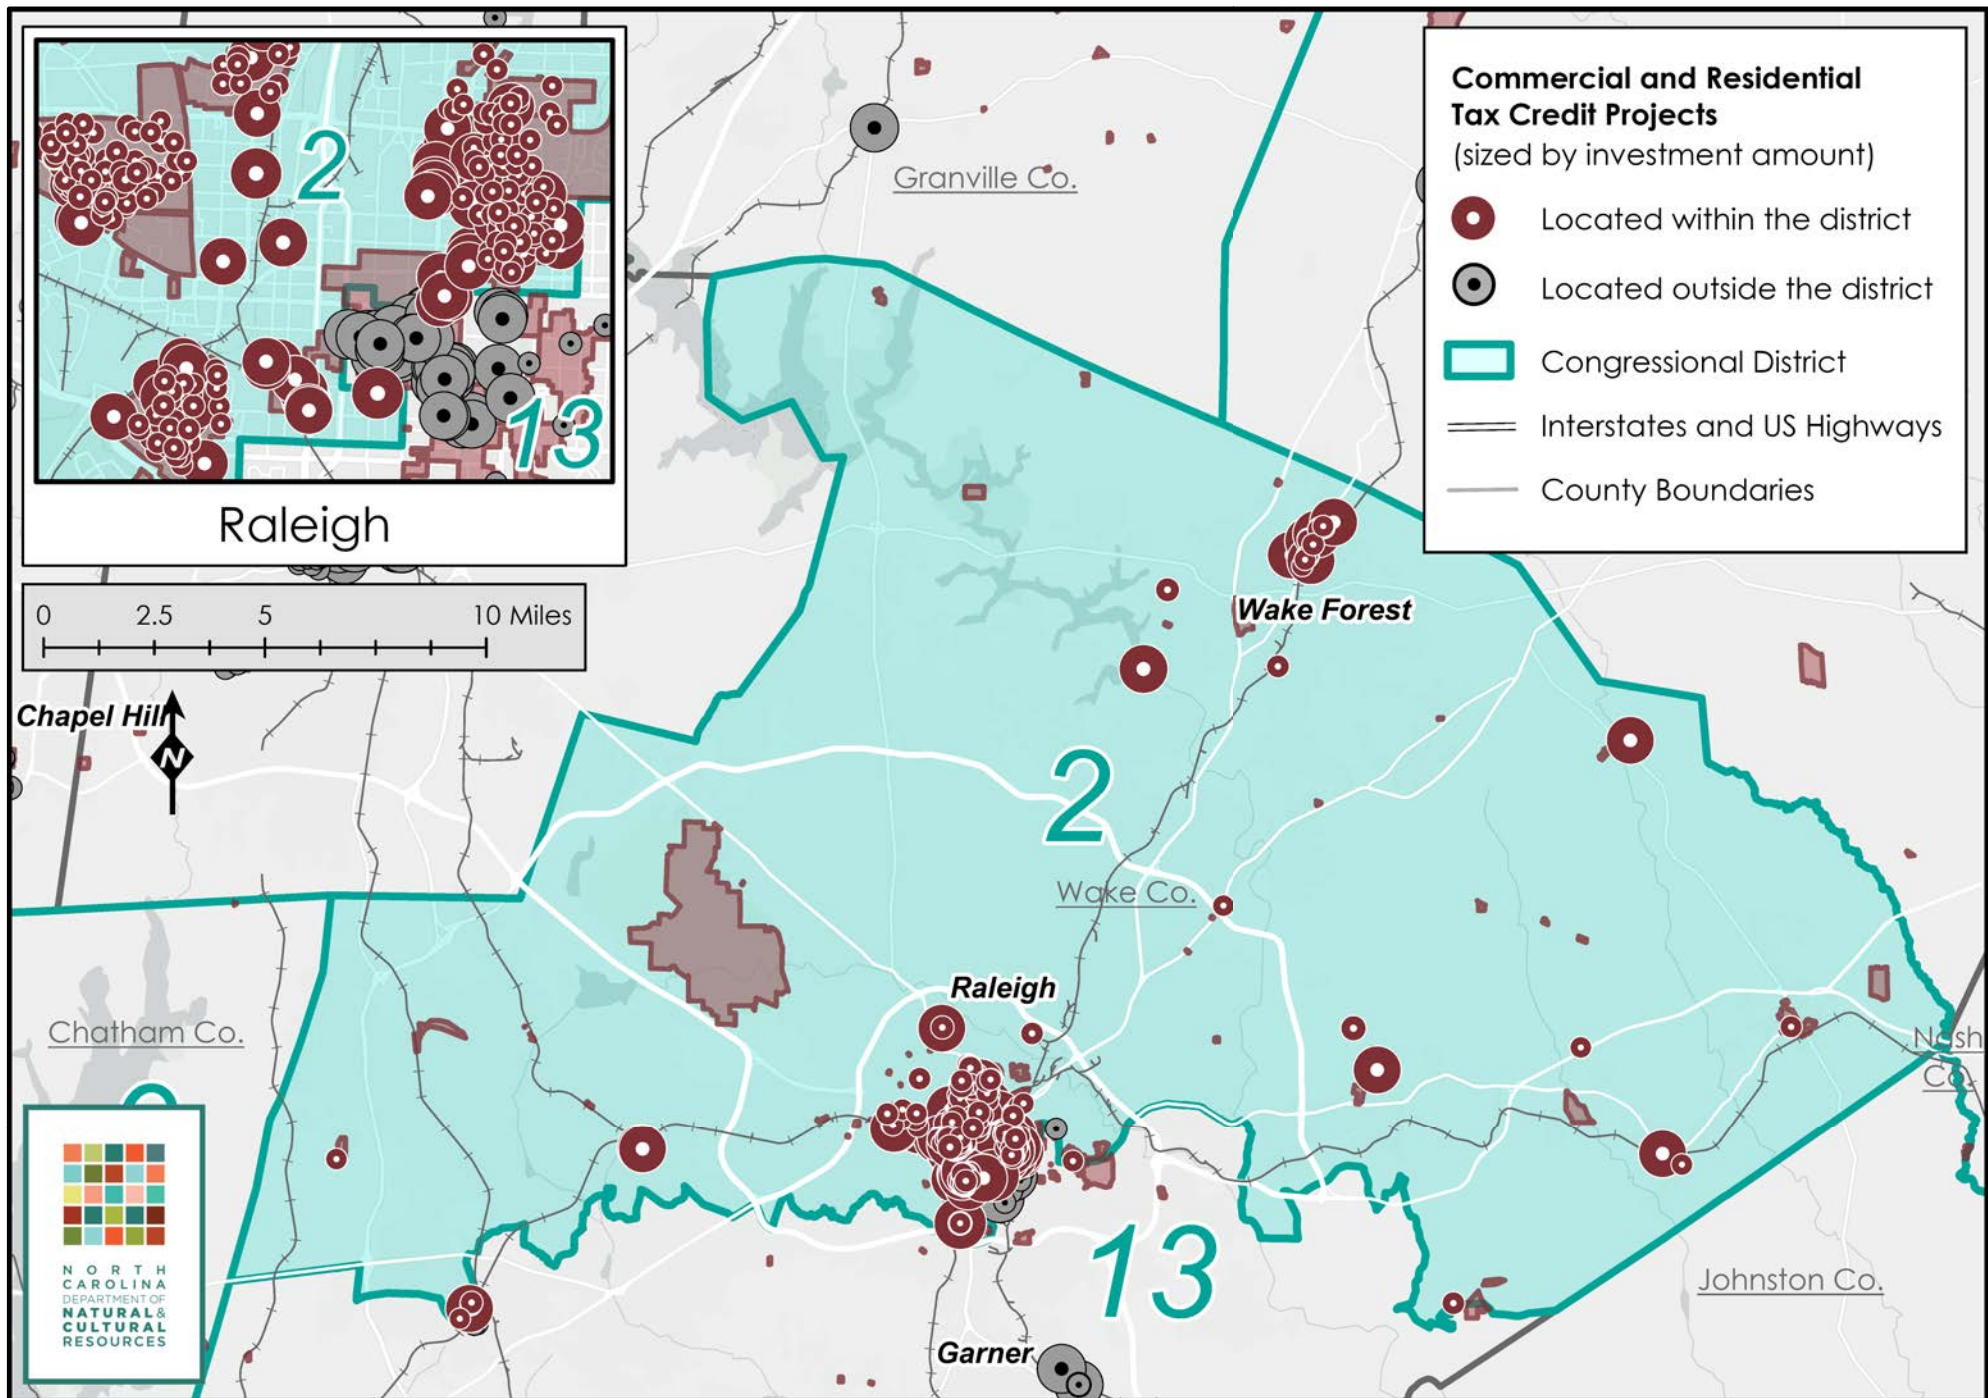 2
13
Raleigh
0 2.5 5 10 Miles
Commercial and Residential
Tax Credit Projects
(sized by investment amount)
Located within the district
Located outside the district
Congressional District
Interstates and US Highways
County Boundaries
Granville Co.
Wake Forest
Chapel Hill
N
2
Wake Co.
Raleigh
Chatham Co.
Nash
Co.
13
Johnston Co.
Garner
NORTH
CAROLINA
DEPARTMENT OF
NATURAL &
CULTURAL
RESOURCES